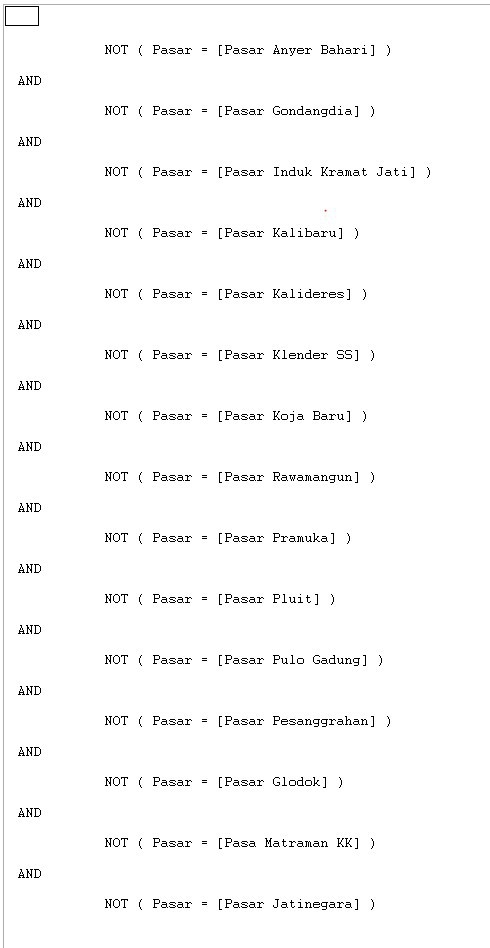 NOT ( Pasar = [Pasar Anyer Bahari] )
AND
NOT ( Pasar = [Pasar Gondangdia] )
AND
NOT ( Pasar = [Pasar Induk Kramat Jati] )
AND
NOT ( Pasar = [Pasar Kalibaru] )
AND
NOT ( Pasar = [Pasar Kalideres] )
AND
NOT ( Pasar = [Pasar Klender SS] )
AND
NOT ( Pasar = [Pasar Koja Baru] )
AND
NOT ( Pasar = [Pasar Rawamangun] )
AND
NOT ( Pasar = [Pasar Pramuka] )
AND
NOT ( Pasar = [Pasar Pluit] )
AND
NOT ( Pasar = [Pasar Pulo Gadung] )
AND
NOT ( Pasar = [Pasar Pesanggrahan] )
AND
NOT ( Pasar = [Pasar Glodok] )
AND
NOT ( Pasar = [Pasa Matraman KK] )
AND
NOT ( Pasar = [Pasar Jatinegara] )